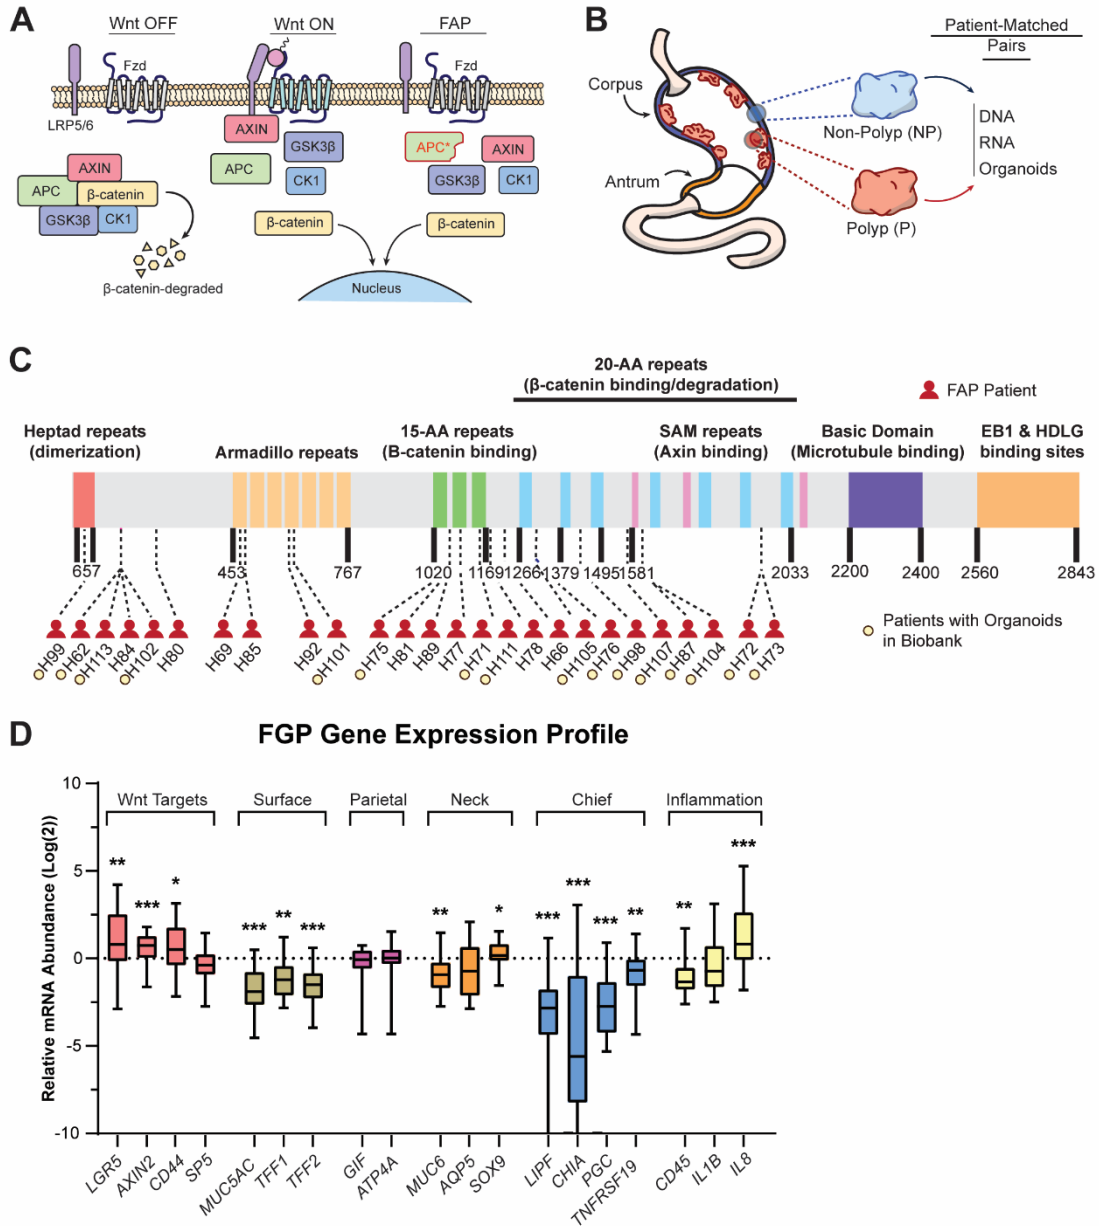 A
Wnt OFF
Wnt ON
FAP
Fzd
Fzd
LRP5/6
AXIN
APC
β-catenin
GSK3β
CK1
β-catenin-degraded
AXIN
APC
GSK3β
CK1
β-catenin
APC*
AXIN
GSK3β
CK1
β-catenin
Nucleus
B
Patient-Matched
Pairs
Corpus
Antrum
Non-Polyp (NP)
Polyp (P)
DNA
RNA
Organoids
C
20-AA repeats
(β-catenin binding/degradation)
FAP Patient
Heptad repeats
(dimerization)
Armadillo repeats
15-AA repeats
(B-catenin binding)
SAM repeats
(Axin binding)
Basic Domain
(Microtubule binding)
EB1 & HDLG
binding sites
6 57 453 767 1020 1169 1266 1379 1495 1581 2033 2200 2400 2560 2843
H99 H62 H113 H84 H102 H80 H69 H85 H92 H101 H75 H81 H89 H77 H71 H111 H78 H66 H105 H76 H98 H107 H87 H104 H72 H73
Patients with Organoids
in Biobank
D
FGP Gene Expression Profile
Relative mRNA Abundance (Log(2))
10
5
0
-5
-10
Wnt Targets
Surface
Parietal
Neck
Chief
Inflammation
** *** * *** ** *** ** * *** *** *** ** ** ***
LGR5 AXIN2 CD44 SP5 MUC5AC TFF1 TFF2 GIF ATP4A MUC6 AQP5 SOX9 LIPF CHIA PGC TNFRSF19 CD45 IL1B IL8